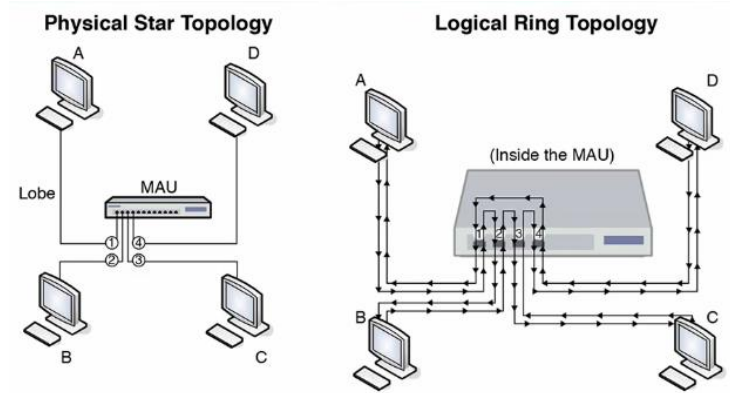 Physical Star Topology
A
D
Lobe
MAU
1
4
2
3
B
C
Logical Ring Topology
A
D
(Inside the MAU)
1
2
3
4
B
C